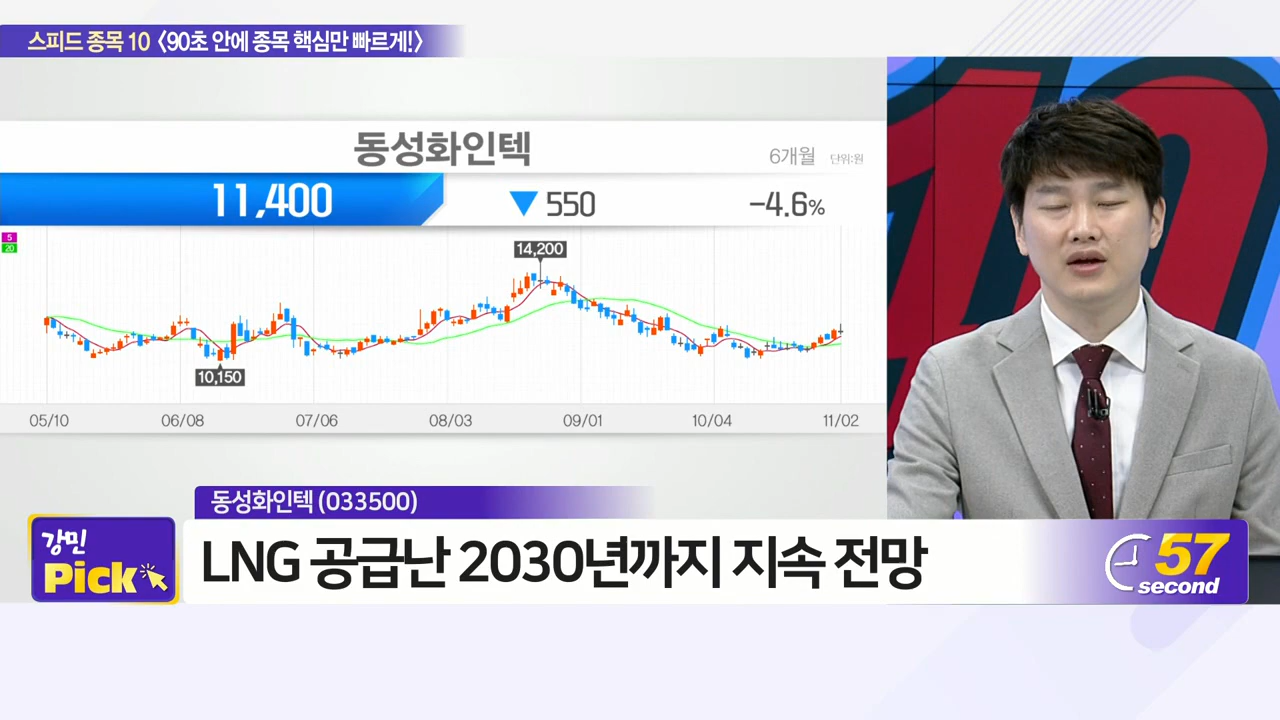 스피드 종목 10 <90초 안에 종목 핵심만 빠르게!>
동성화인텍
6개월 단위:원
11,400 ▼ 550 -4.6%
5
20
14,200
10,150
05/10 06/08 07/06 08/03 09/01 10/04 11/02
10
동성화인텍 (033500)
강민
Pick
LNG 공급난 2030년까지 지속 전망
57
second